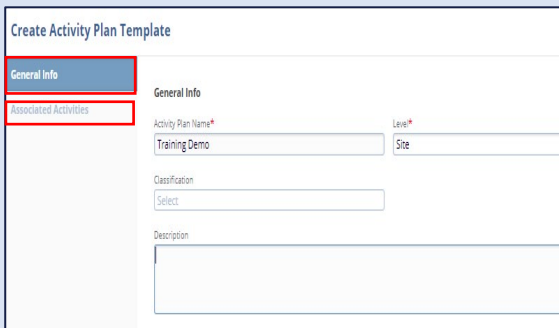 Create Activity Plan Template
General Info
Associated Activities
General Info
Activity Plan Name* Level*
Training Demo Site
Classification
Select
Description